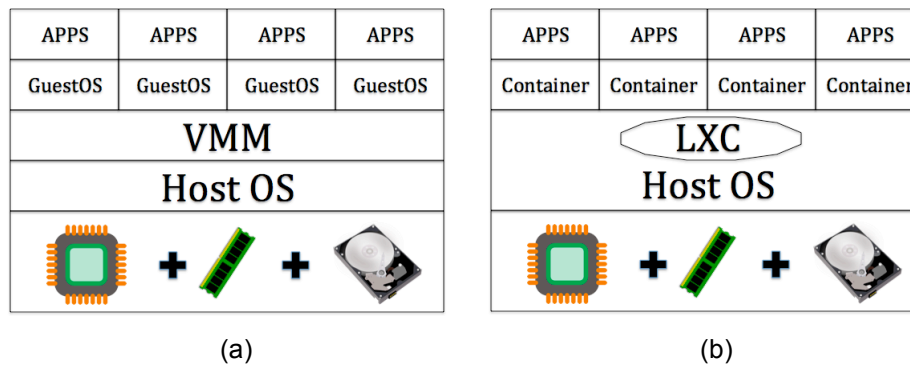 APPS APPS APPS APPS
GuestOS GuestOS GuestOS GuestOS
VMM
Host OS
(a)
APPS APPS APPS APPS
Container Container Container Container
LXC
Host OS
(b)